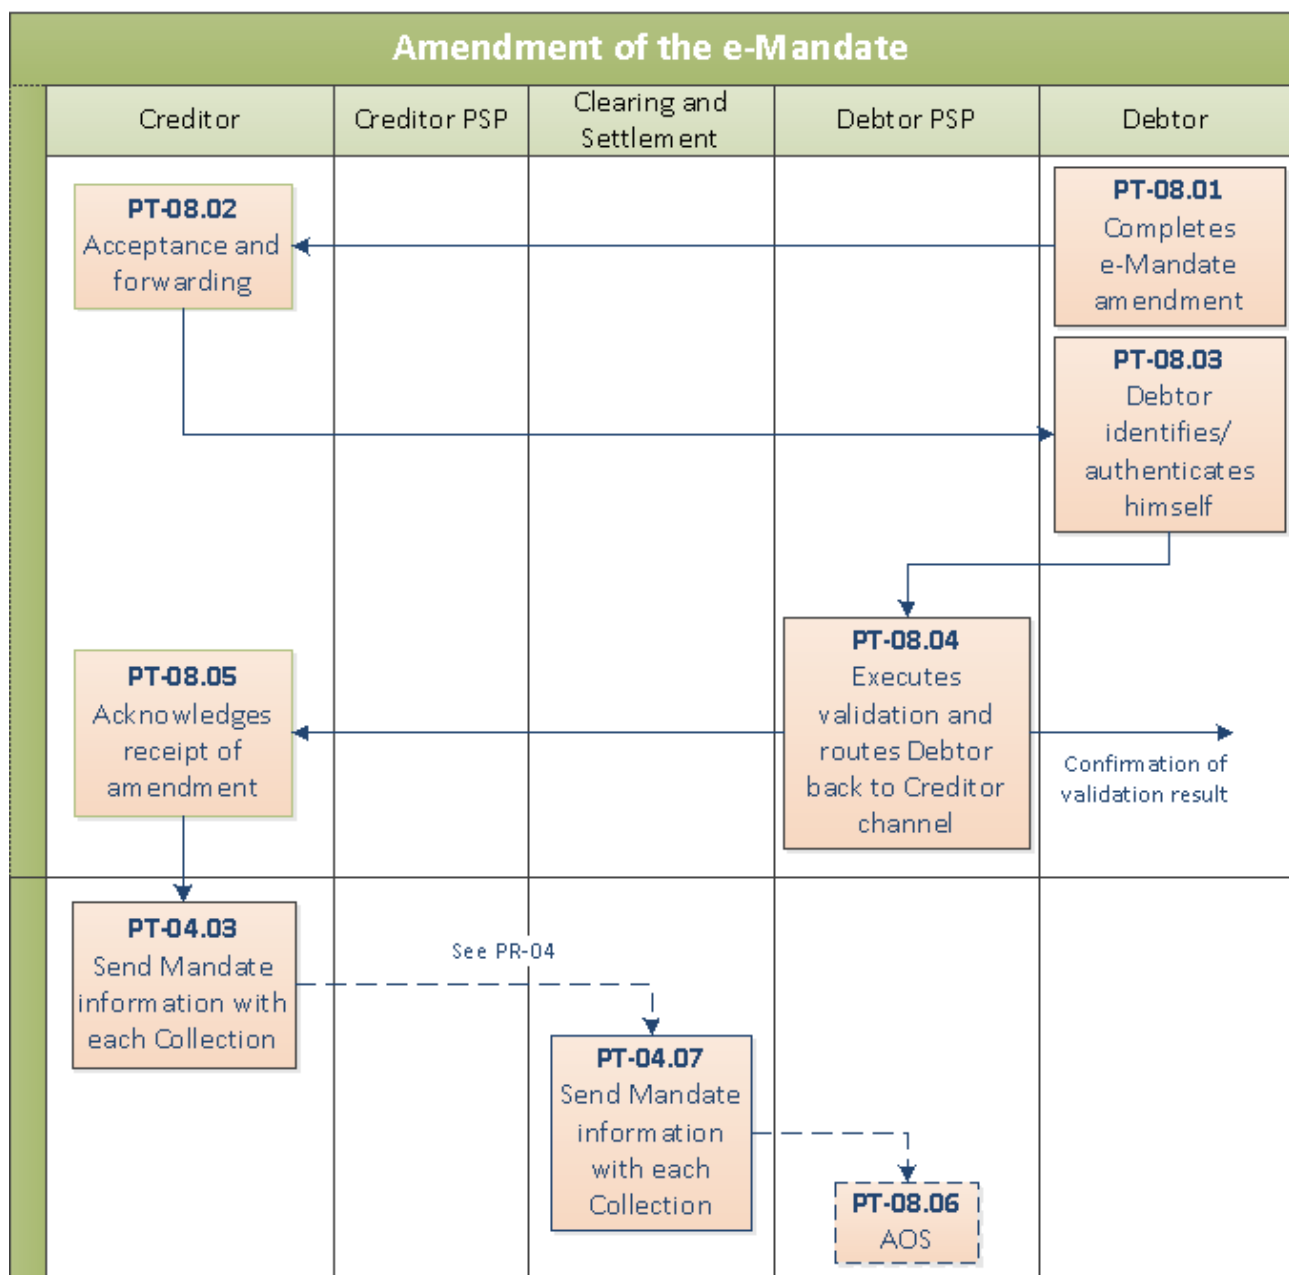 Amendment of the e-Mandate
Creditor
Creditor PSP
Clearing and
Settlement
Debtor PSP
Debtor
PT-08.01
Completes
e-Mandate
amendment
PT-08.02
Acceptance and
forwarding
PT-08.03
Debtor
identifies/
authenticates
himself
PT-08.04
Executes
validation and
routes Debtor
back to Creditor
channel
Confirmation of
validation result
PT-08.05
Acknowledges
receipt of
amendment
PT-04.03
Send Mandate
information with
each Collection
See PR-04
PT-04.07
Send Mandate
information
with each
Collection
PT-08.06
AOS